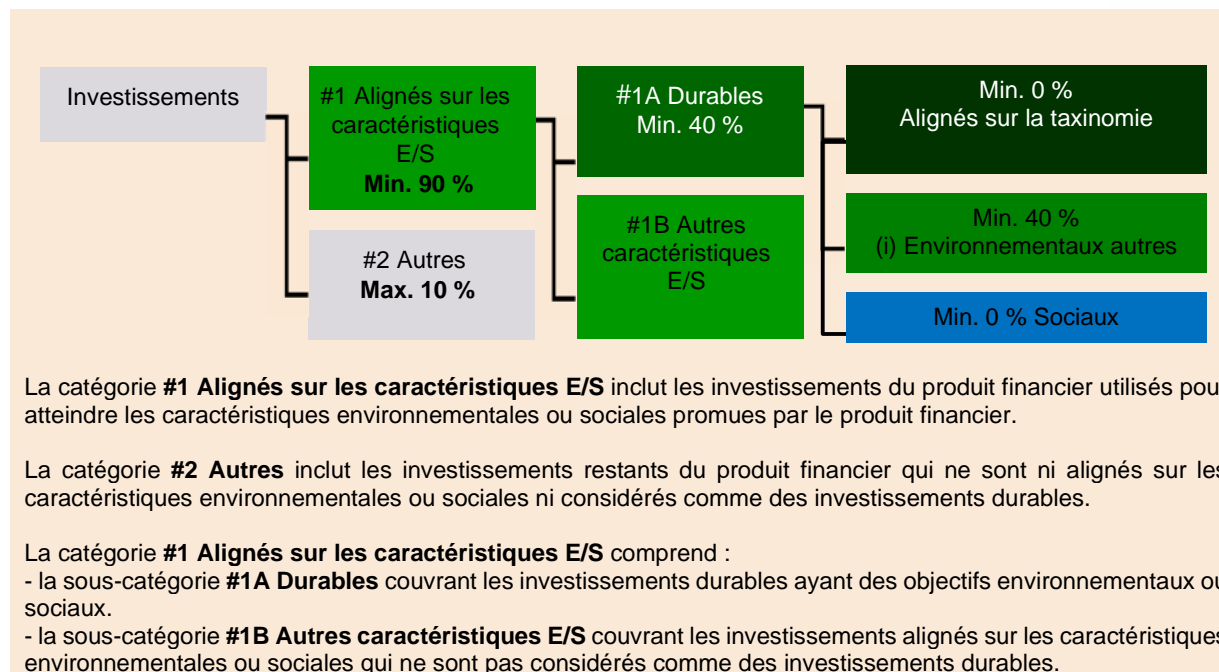 Investissements
#1 Alignés sur les
caractéristiques
E/S
Min. 90 %
#2 Autres
Max. 10 %
#1A Durables
Min. 40 %
#1B Autres
caractéristiques
E/S
Min. 0 %
Alignés sur la taxinomie
Min. 40 %
(i) Environnementaux autres
Min. 0 % Sociaux
La catégorie #1 Alignés sur les caractéristiques E/S inclut les investissements du produit financier utilisés pou
atteindre les caractéristiques environnementales ou sociales promues par le produit financier.
La catégorie #2 Autres inclut les investissements restants du produit financier qui ne sont ni alignés sur les
caractéristiques environnementales ou sociales ni considérés comme des investissements durables.
La catégorie #1 Alignés sur les caractéristiques E/S comprend :
- la sous-catégorie #1A Durables couvrant les investissements durables ayant des objectifs environnementaux ou
sociaux.
- la sous-catégorie #1B Autres caractéristiques E/S couvrant les investissements alignés sur les caractéristiques
environnementales ou sociales qui ne sont pas considérés comme des investissements durables.